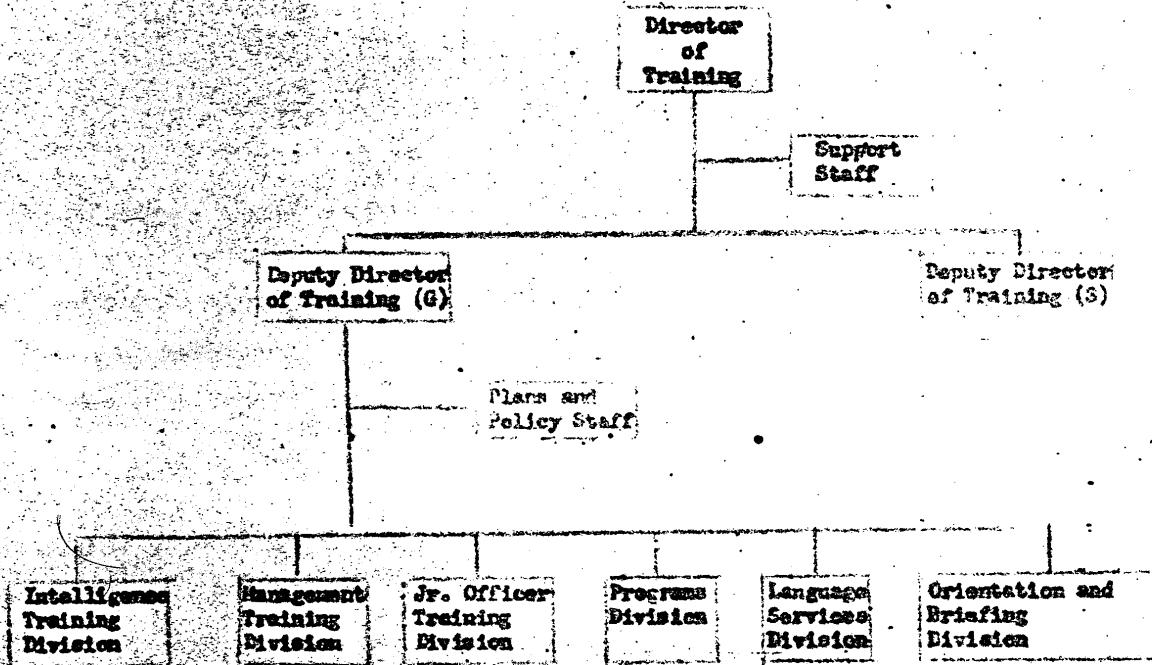 Director
of
Training
Support
Staff
Deputy Director
of Training (G)
Deputy Director
of Training (S)
Plans and
Policy Staff
Intelligence
Training
Division
Management
Training
Division
Jr. Officer
Training
Division
Programs
Division
Language
Services
Division
Orientation and
Briefing
Division